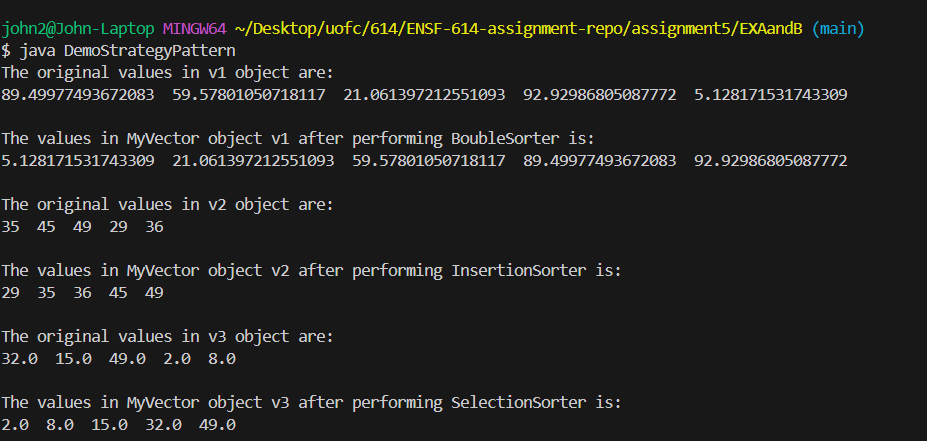 john2@John-Laptop MINGW64 ~/Desktop/uofc/614/ENSF-614-assignment-repo/assignment5/EXAandB (main)
$ java DemoStrategyPattern
The original values in v1 object are:
89.49977493672083  59.57801050718117  21.061397212551093  92.92986805087772  5.128171531743309
The values in MyVector object v1 after performing BoubleSorter is:
5.128171531743309  21.061397212551093  59.57801050718117  89.49977493672083  92.92986805087772
The original values in v2 object are:
35  45  49  29  36
The values in MyVector object v2 after performing InsertionSorter is:
29  35  36  45  49
The original values in v3 object are:
32.0  15.0  49.0  2.0  8.0
The values in MyVector object v3 after performing SelectionSorter is:
2.0  8.0  15.0  32.0  49.0